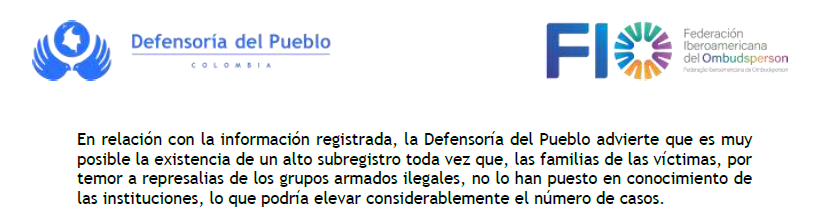 Defensoría del Pueblo
COLOMBIA
FIO
Federación
Iberoamericana
del Ombudsperson
Federação Iberoamericana de Ombudsperson
En relación con la información registrada, la Defensoría del Pueblo advierte que es muy
posible la existencia de un alto subregistro toda vez que, las familias de las víctimas, por
temor a represalias de los grupos armados ilegales, no lo han puesto en conocimiento de
las instituciones, lo que podría elevar considerablemente el número de casos.